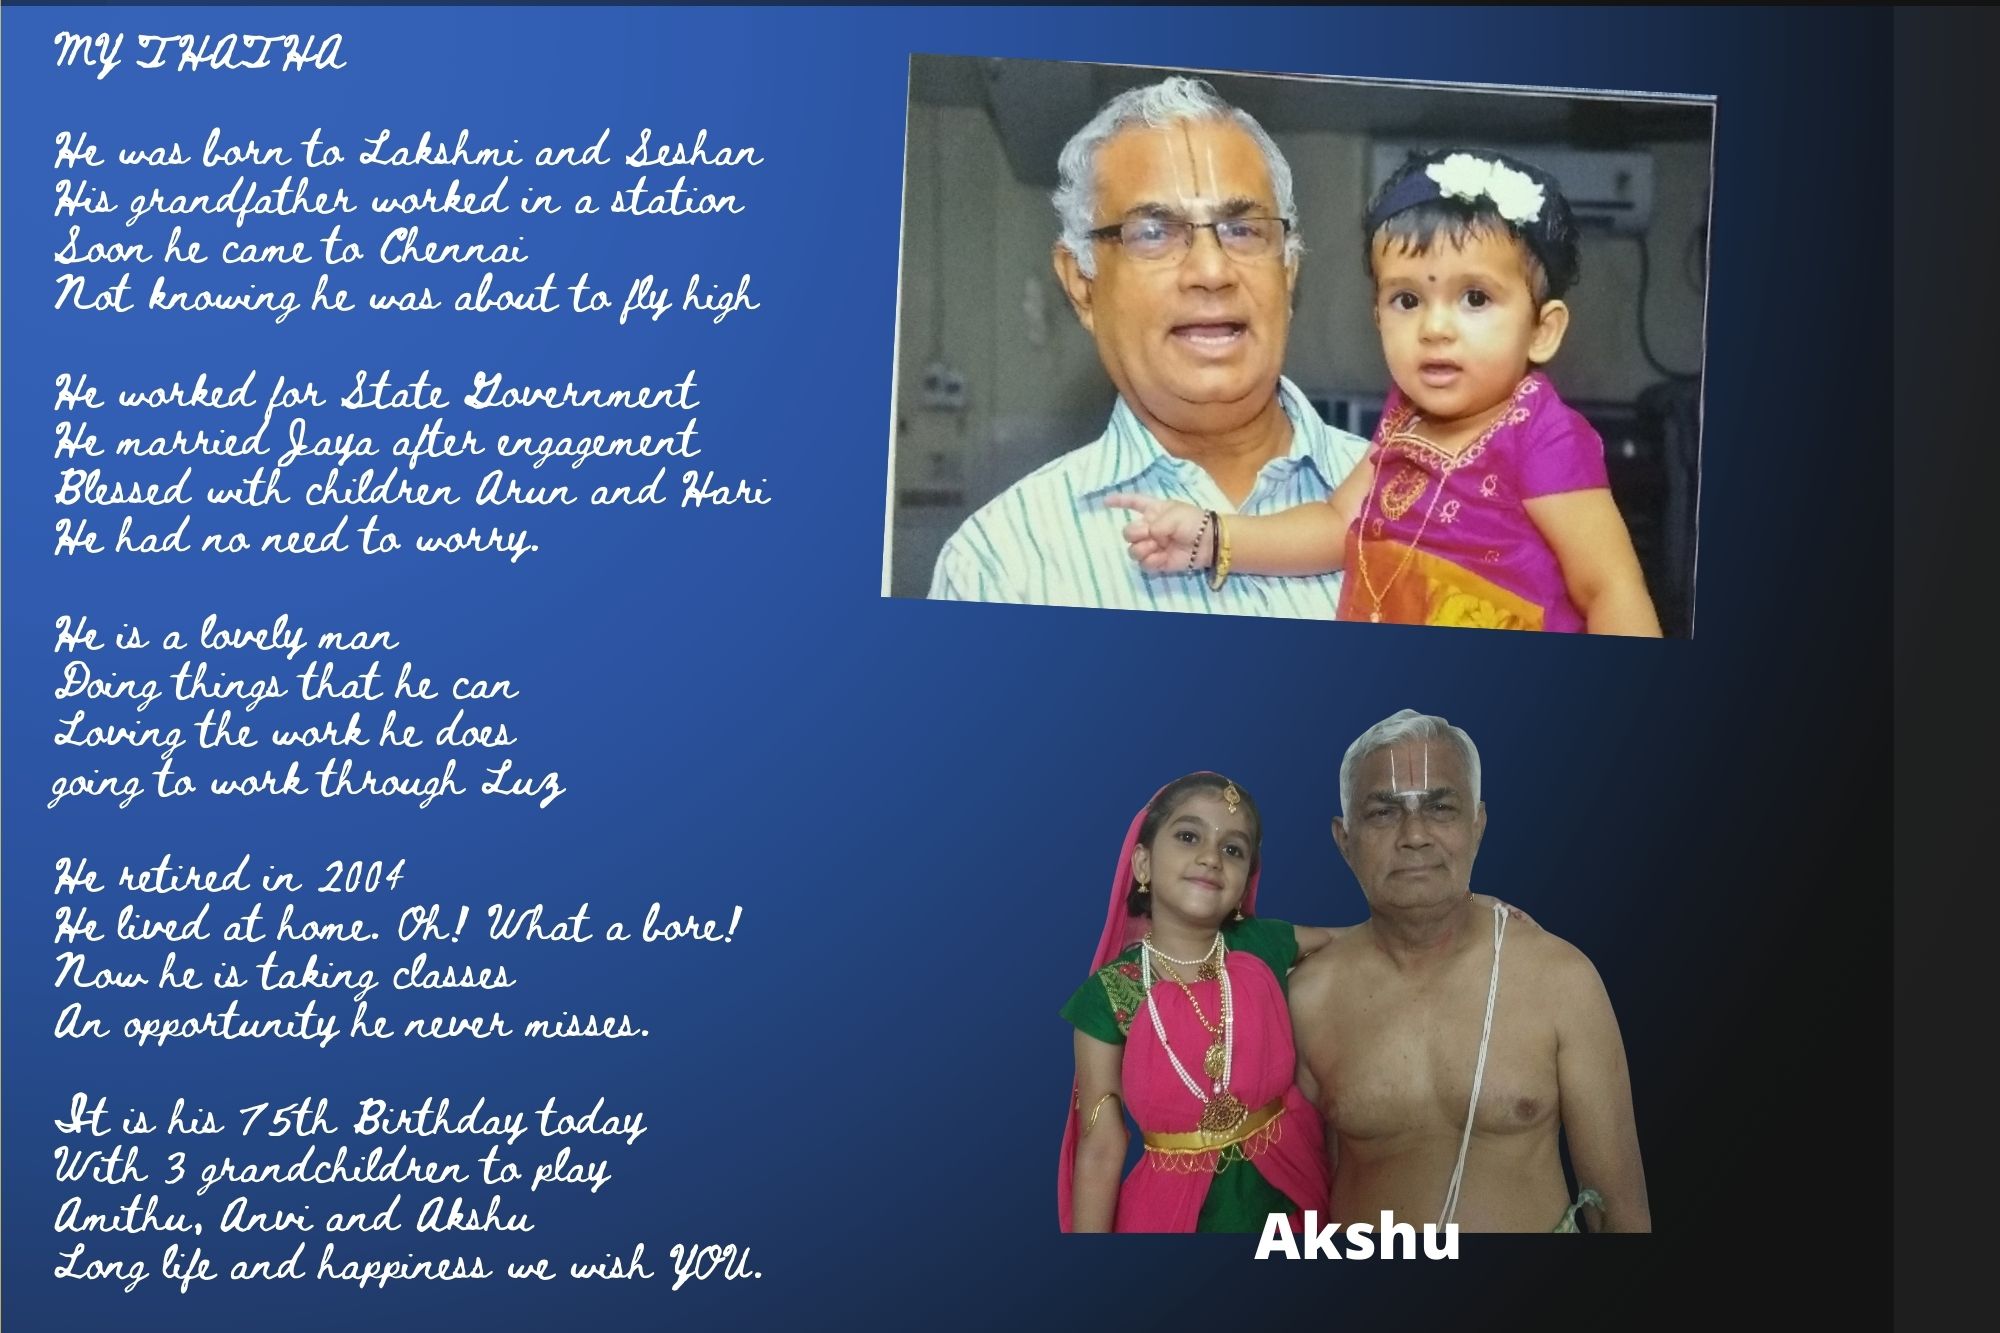 MY THATHA
He was born to Lakshmi and Seshan
His grandfather worked in a station
Soon he came to Chennai
Not knowing he was about to fly high
He worked for State Government
He married Jaya after engagement
Blessed with children Arun and Hari
He had no need to worry.
He is a lovely man
Doing things that he can
Loving the work he does
going to work through Luz
He retired in 2004
He lived at home. Oh! What a bore!
Now he is taking classes
An opportunity he never misses.
It is his 75th Birthday today
With 3 grandchildren to play
Amithu, Anvi and Akshu
Long life and happiness we wish YOU.
Akshu